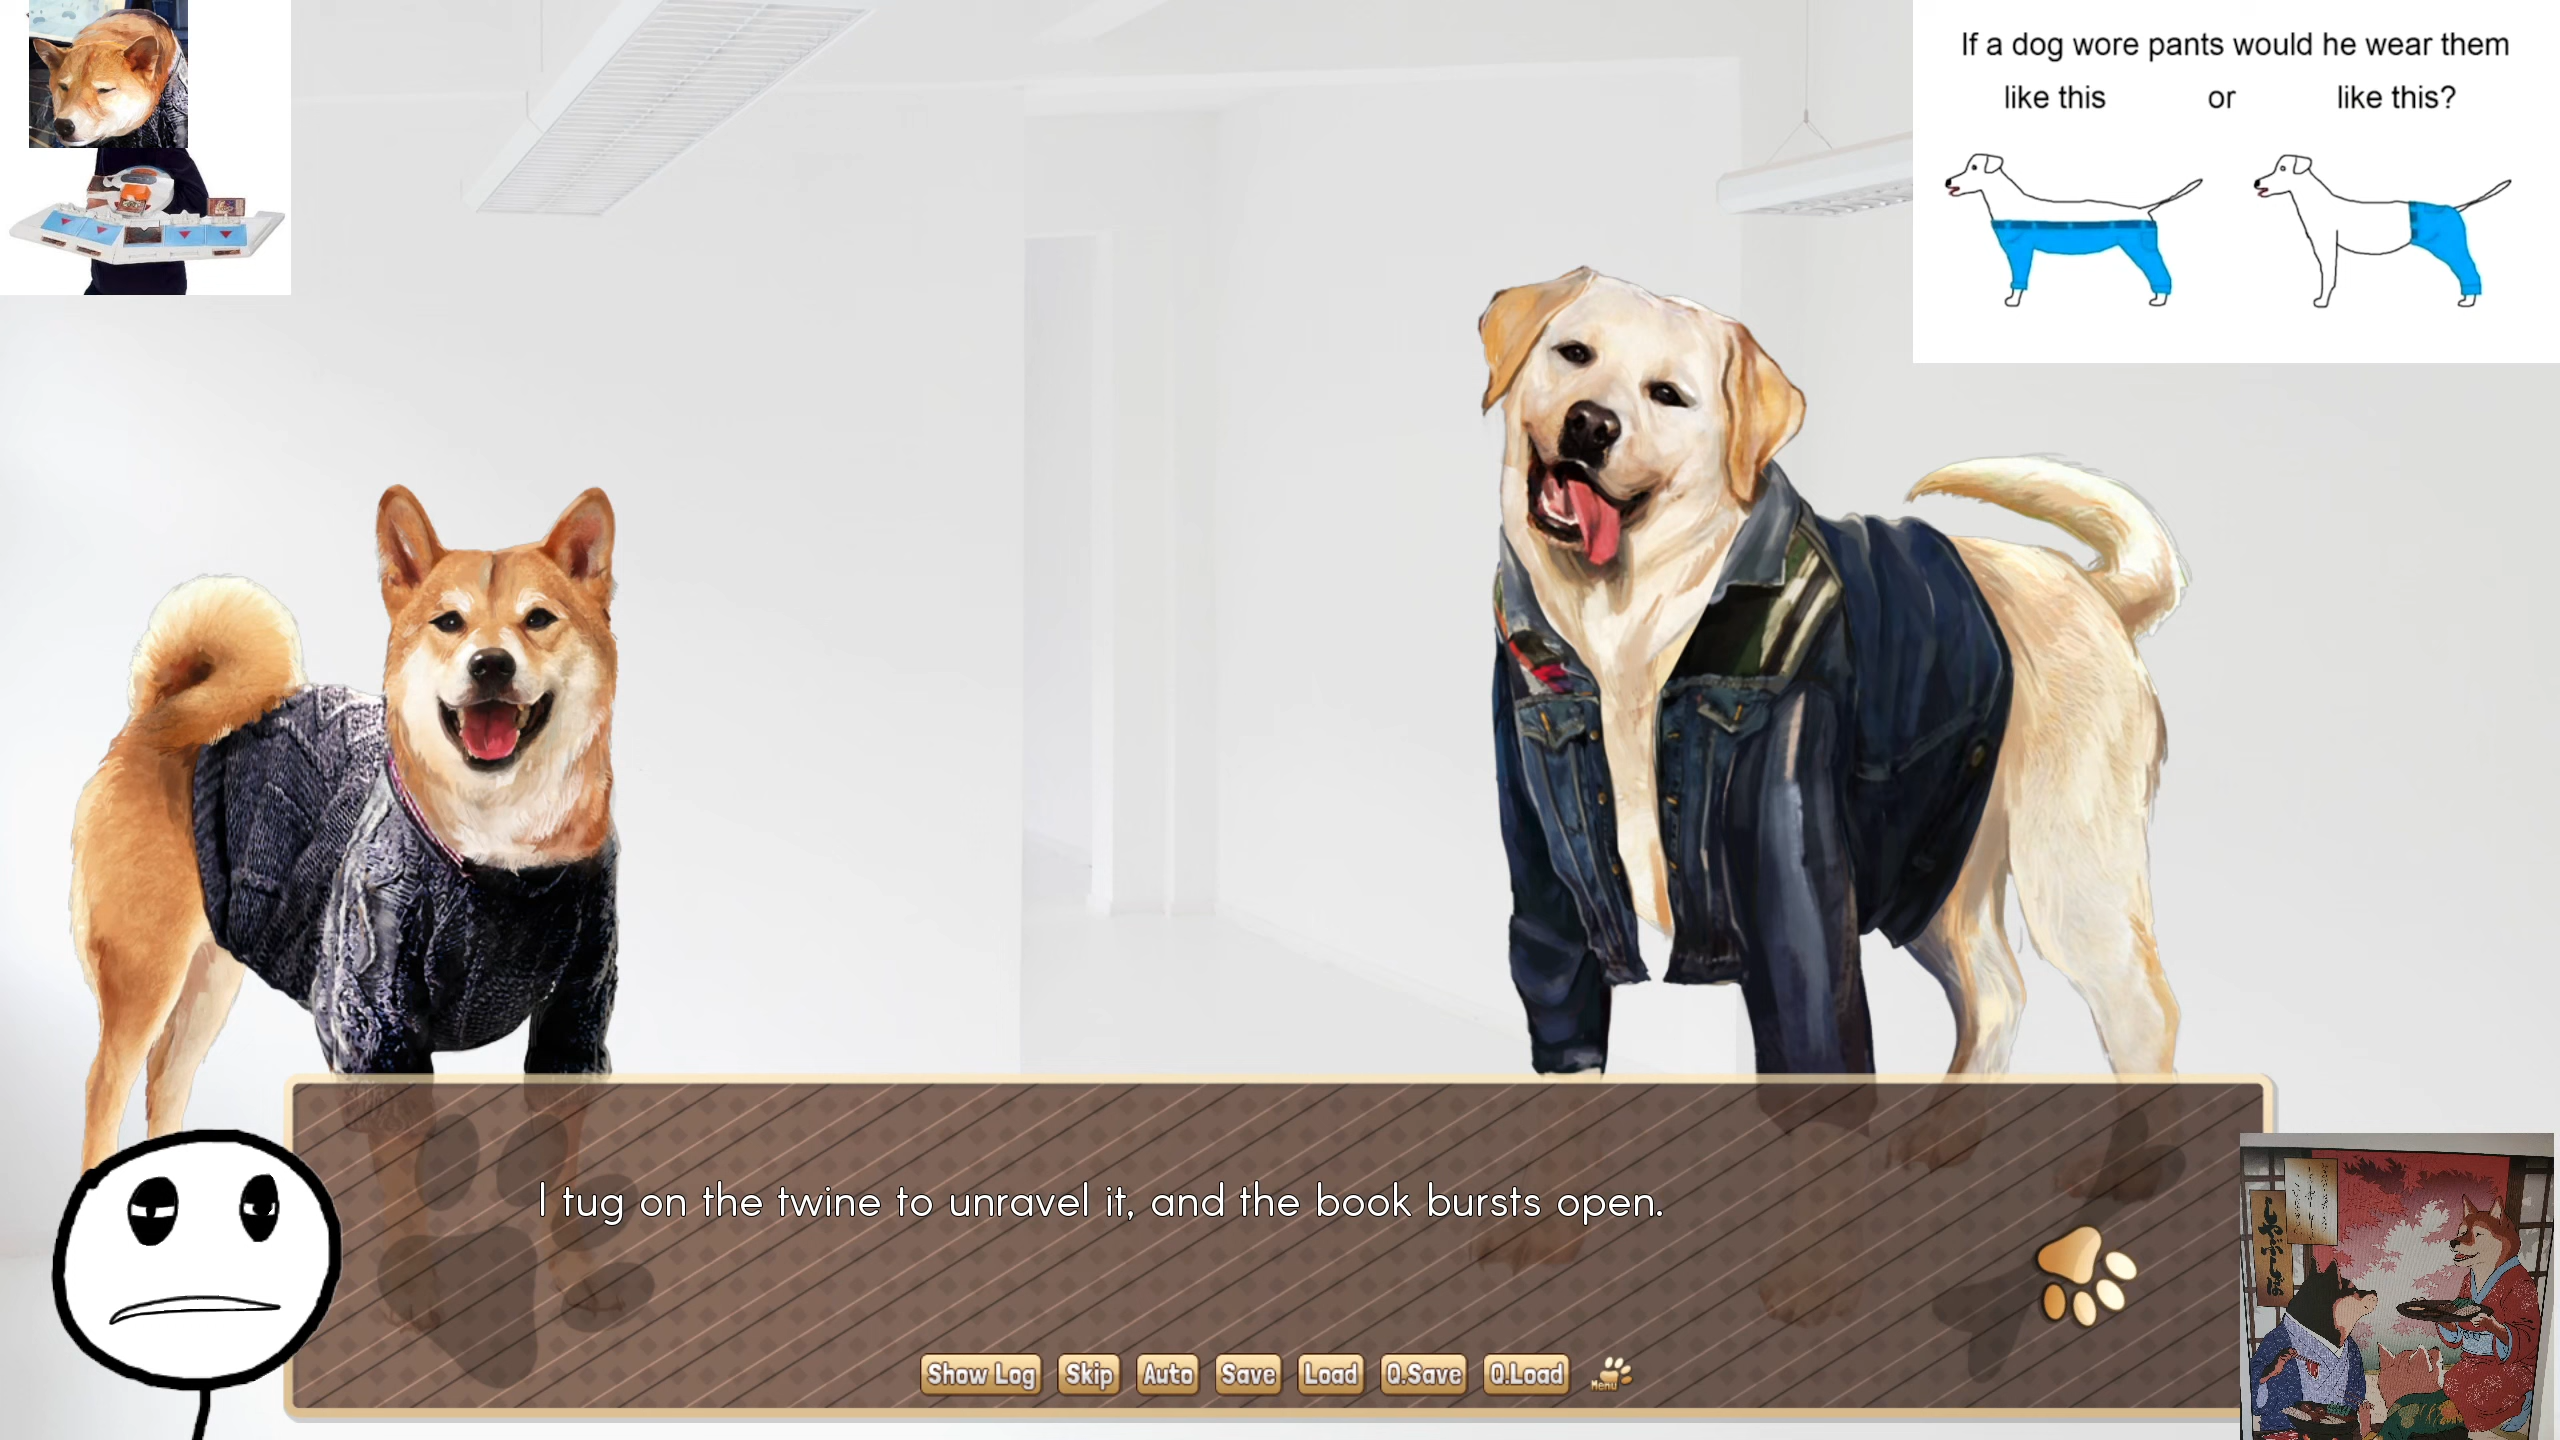 If a dog wore pants would he wear them
like this or like this?
I tug on the twine to unravel it, and the book bursts open.
Show Log Skip Auto Save Load Q.Save Q.Load Menu